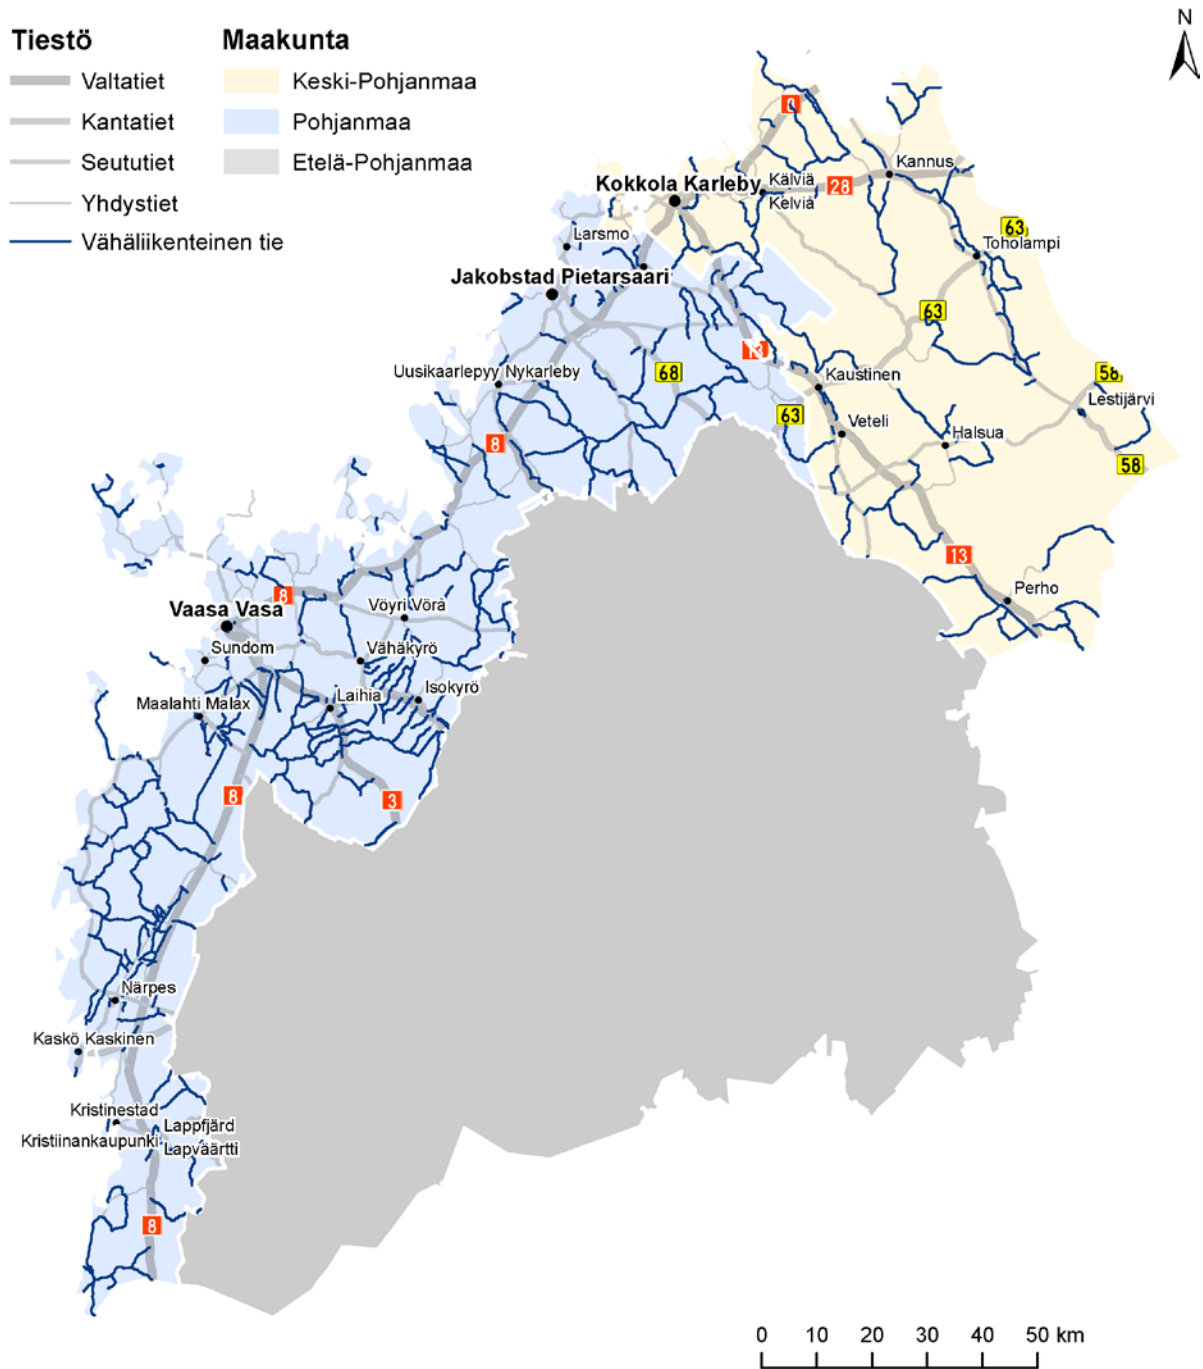 Tiestö
Valtatiet
Kantatiet
Seututiet
Yhdystiet
Vähäliikenteinen tie
Maakunta
Keski-Pohjanmaa
Pohjanmaa
Etelä-Pohjanmaa
N
8
Kannus
Kälviä
Kelviå
28
Kokkola Karleby
63
Toholampi
Larsmo
Jakobstad Pietarsaari
63
13
68
Uusikaarlepyy Nykarleby
Kaustinen
58
Lestijärvi
63
Veteli
Halsua
8
58
13
Perho
8
Vaasa Vasa
Vöyri Vörå
Sundom
Vähäkyrö
Maalahti Malax
Laihia
Isokyrö
8
3
Närpes
Kaskö Kaskinen
Kristinestad
Kristiinankaupunki
Lappfjärd
Lapväärtti
8
0 10 20 30 40 50 km